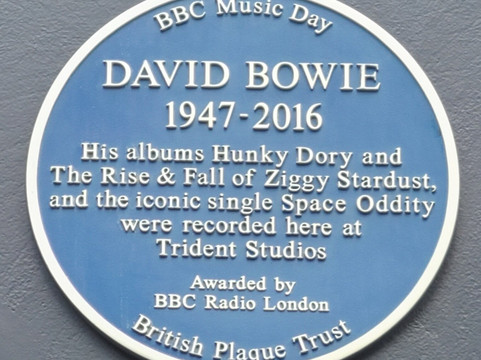 BBC Music Day
DAVID BOWIE
1947-2016
His albums Hunky Dory and
The Rise & Fall of Ziggy Stardust,
and the iconic single Space Oddity
were recorded here at
Trident Studios
Awarded by
BBC Radio London
British Plaque Trust